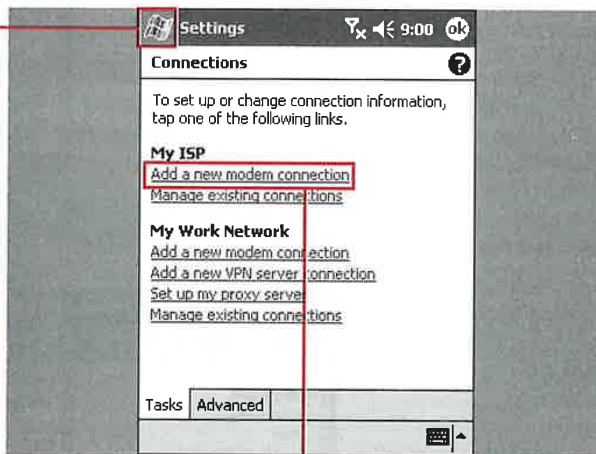 Settings 9:00 ok
Connections ?
To set up or change connection information,
tap one of the following links.
My ISP
Add a new modem connection
Manage existing connections
My Work Network
Add a new modem connection
Add a new VPN server connection
Set up my proxy server
Manage existing connections
Tasks Advanced